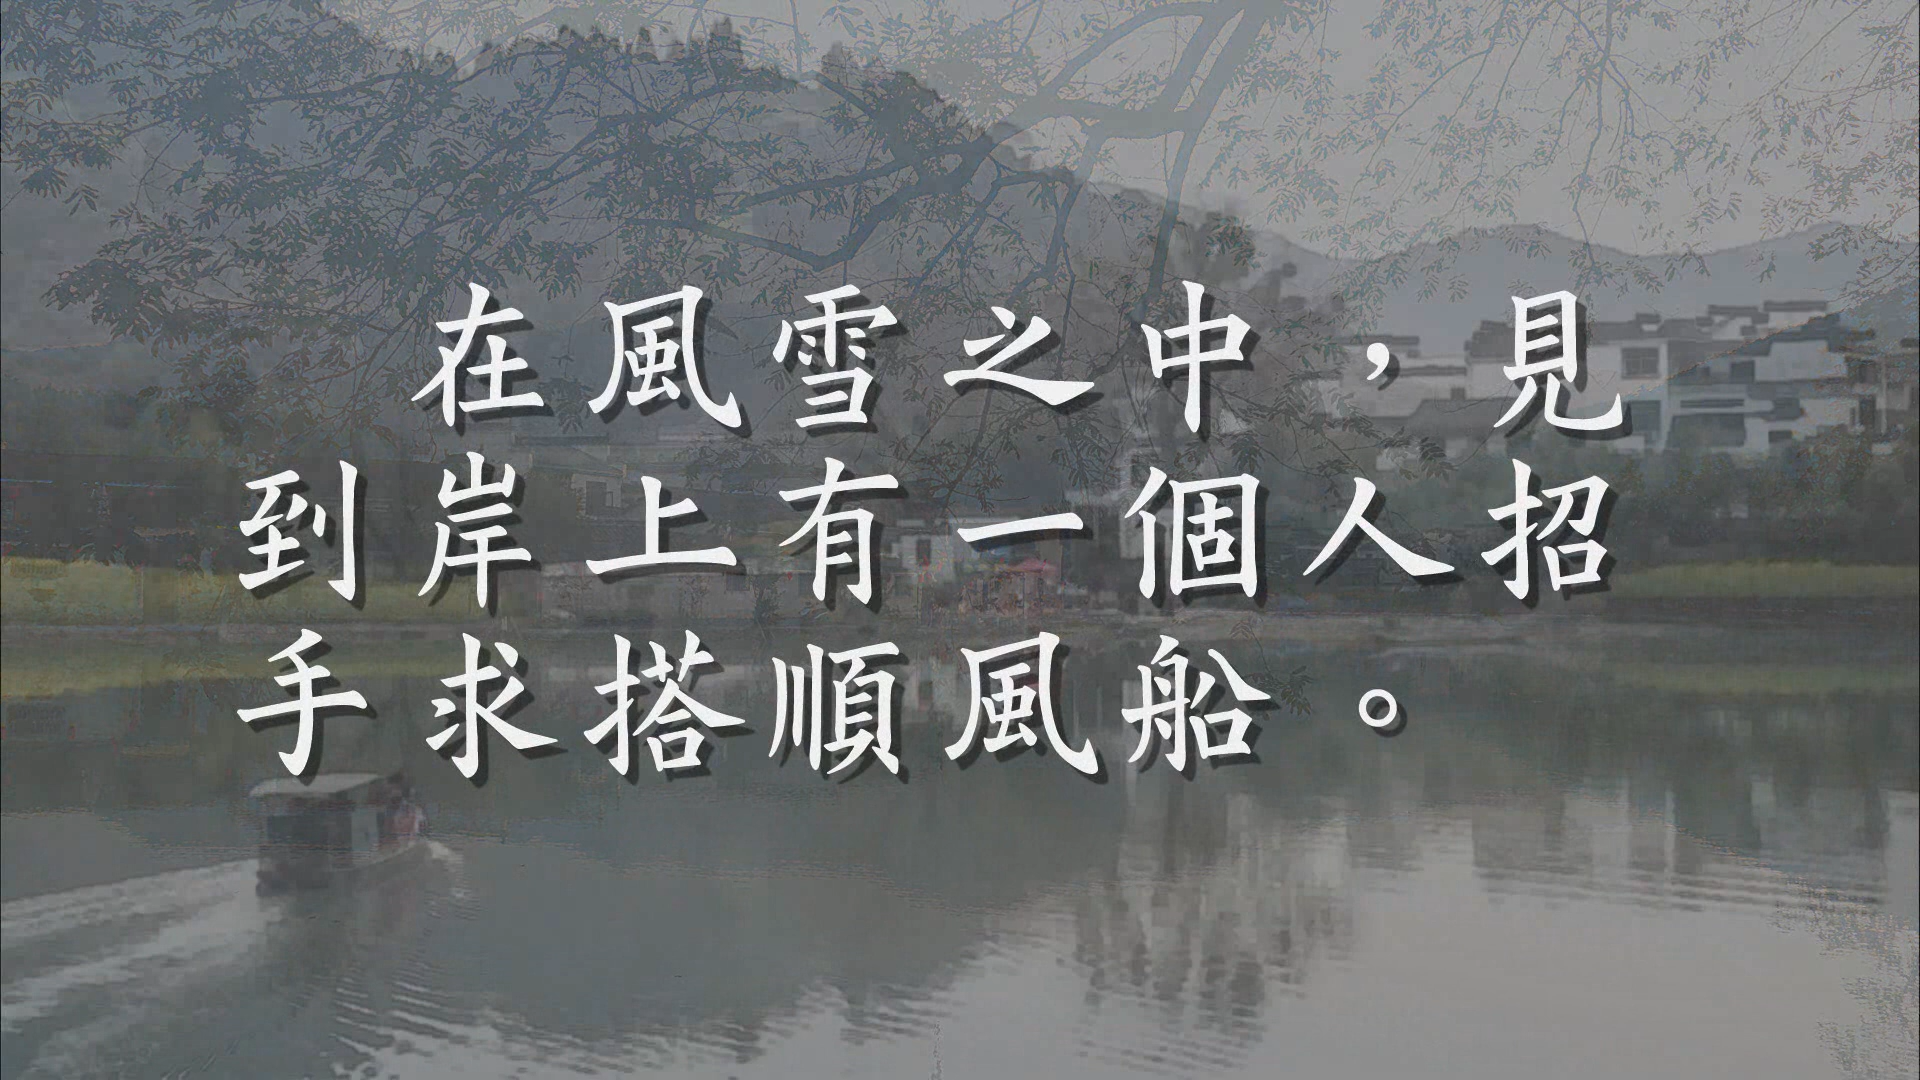 在風雪之中，見
到岸上有一個人招
手求搭順風船。